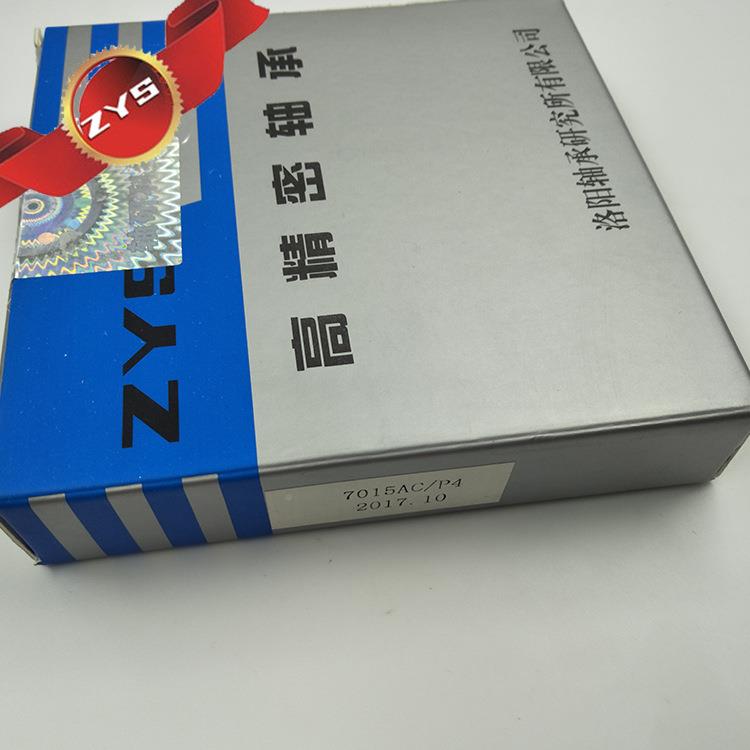 ZYS
ZYS
高精密轴承
洛阳轴承研究所有限公司
7015AC/P4
2017.10